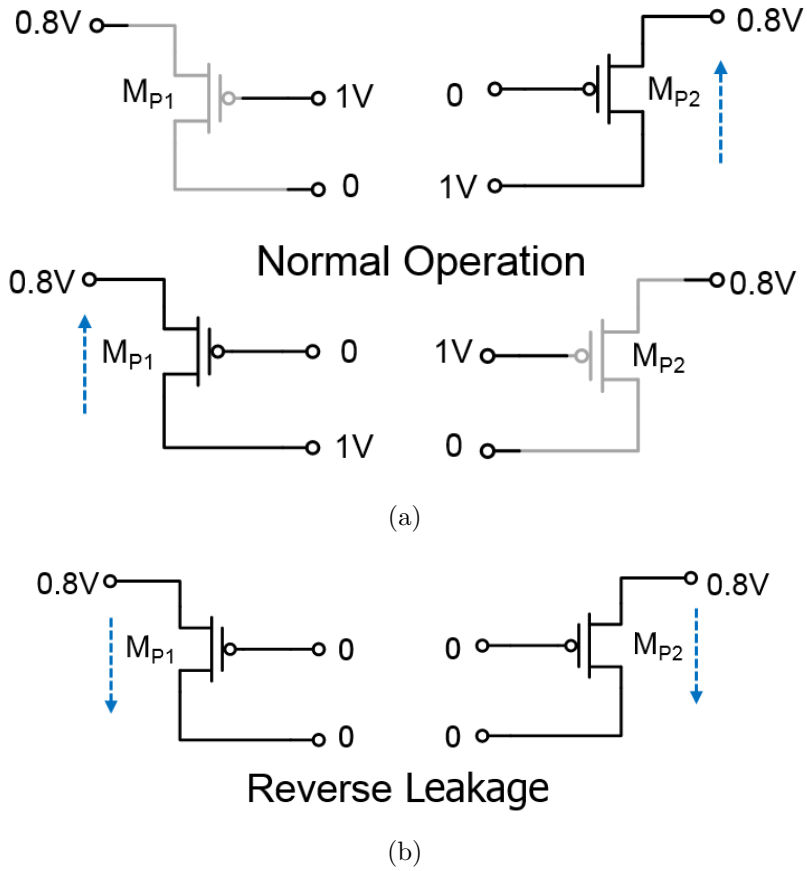 0.8V 0.8V
M_P1 1V 0 M_P2
0 1V
Normal Operation
0.8V 0.8V
M_P1 0 1V M_P2
1V 0
(a)
0.8V 0.8V
M_P1 0 0 M_P2
0 0
Reverse Leakage
(b)